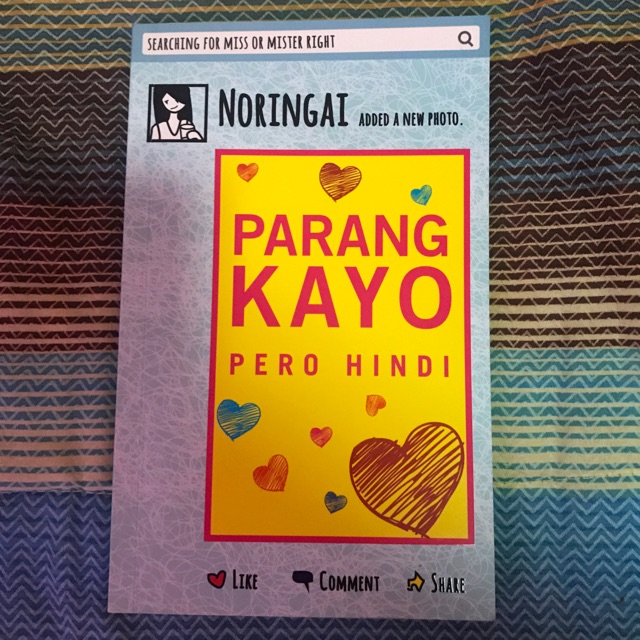 SEARCHING FOR MISS OR MISTER RIGHT
NORINGAI ADDED A NEW PHOTO.
PARANG
KAYO
PERO HINDI
LIKE COMMENT SHARE